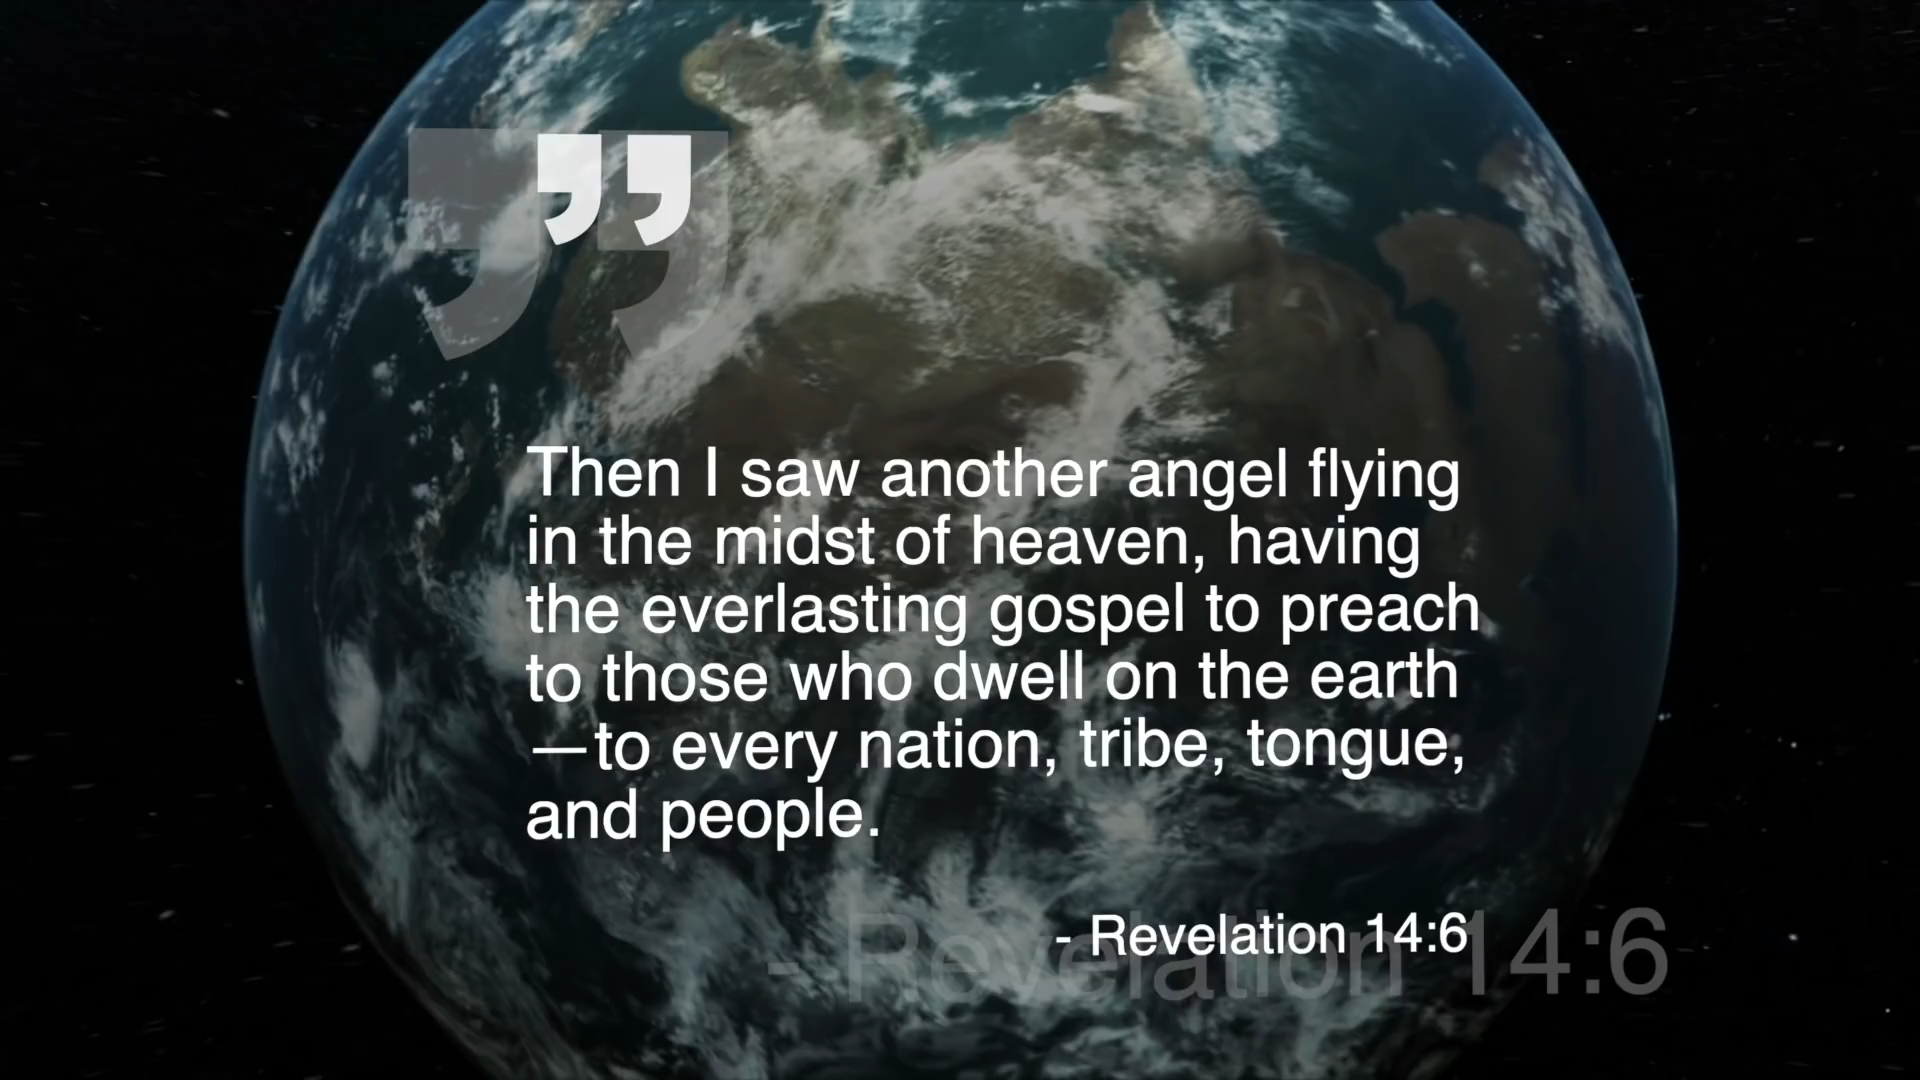 ”
Then I saw another angel flying
in the midst of heaven, having
the everlasting gospel to preach
to those who dwell on the earth
—to every nation, tribe, tongue,
and people.
- Revelation 14:6
- Revelation 14:6